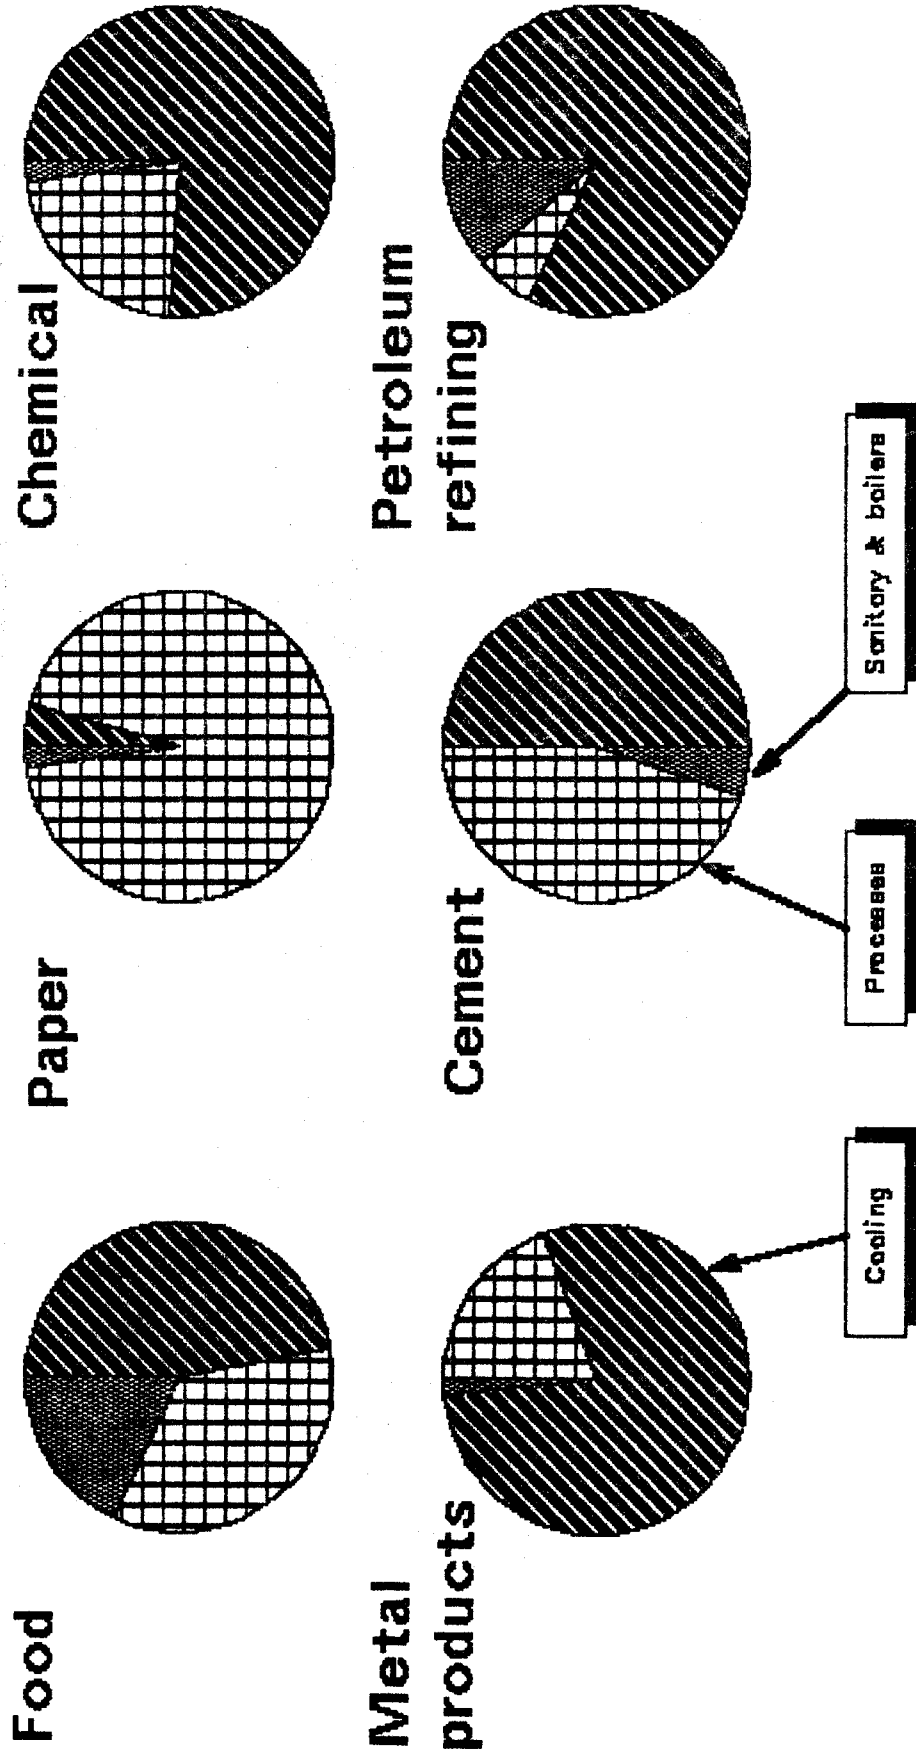 Food
Paper
Chemical
Metal
products
Cement
Petroleum
refining
Cooling
Processes
Sanitary & boilers